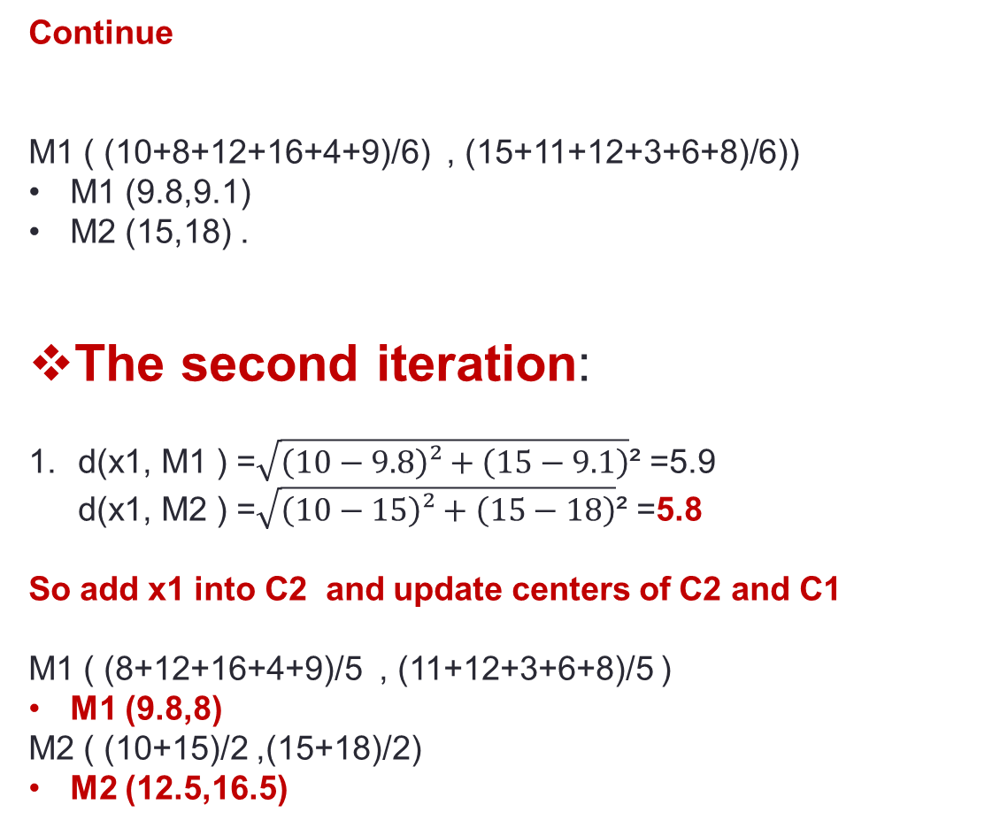 Continue
M1 ( (10+8+12+16+4+9)/6) , (15+11+12+3+6+8)/6))
• M1 (9.8,9.1)
• M2 (15,18) .
❖The second iteration:
1. d(x1, M1 ) =√(10 − 9.8)² + (15 − 9.1)² =5.9
d(x1, M2 ) =√(10 − 15)² + (15 − 18)² =5.8
So add x1 into C2 and update centers of C2 and C1
M1 ( (8+12+16+4+9)/5 , (11+12+3+6+8)/5 )
• M1 (9.8,8)
M2 ( (10+15)/2 ,(15+18)/2)
• M2 (12.5,16.5)